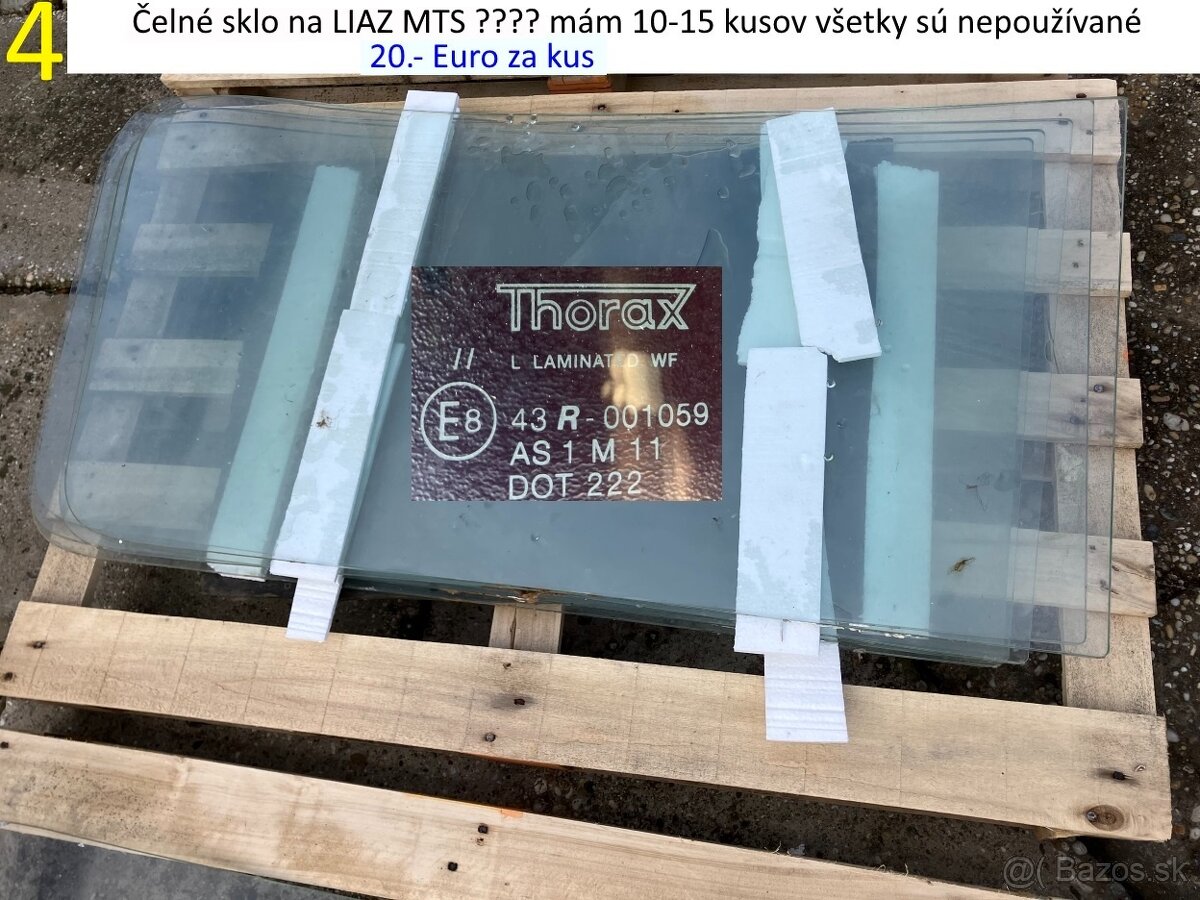 4
Čelné sklo na LIAZ MTS ???? mám 10-15 kusov všetky sú nepoužívané
20.- Euro za kus
Thorax
// L LAMINATED WF
E8 43 R - 001059
AS 1 M 11
DOT 222
@( Bazos.sk